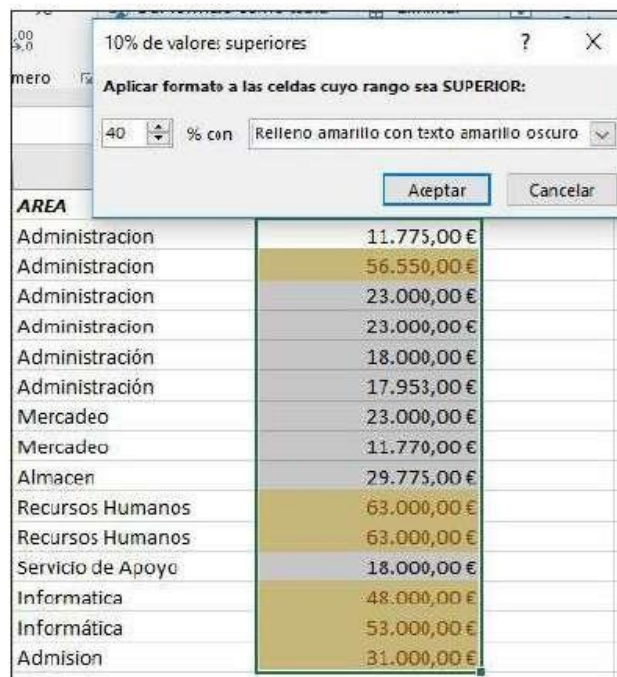 10% de valores superiores ? X
mero
Aplicar formato a las celdas cuyo rango sea SUPERIOR:
40 % con Relleno amarillo con texto amarillo oscuro
Aceptar Cancelar
AREA
Administracion 11.775,00 €
Administracion 56.550,00 €
Administracion 23.000,00 €
Administracion 23.000,00 €
Administración 18.000,00 €
Administración 17.953,00 €
Mercadeo 23.000,00 €
Mercadeo 11.770,00 €
Almacen 29.775,00 €
Recursos Humanos 63.000,00 €
Recursos Humanos 63.000,00 €
Servicio de Apoyo 18.000,00 €
Informatica 48.000,00 €
Informática 53.000,00 €
Admision 31.000,00 €